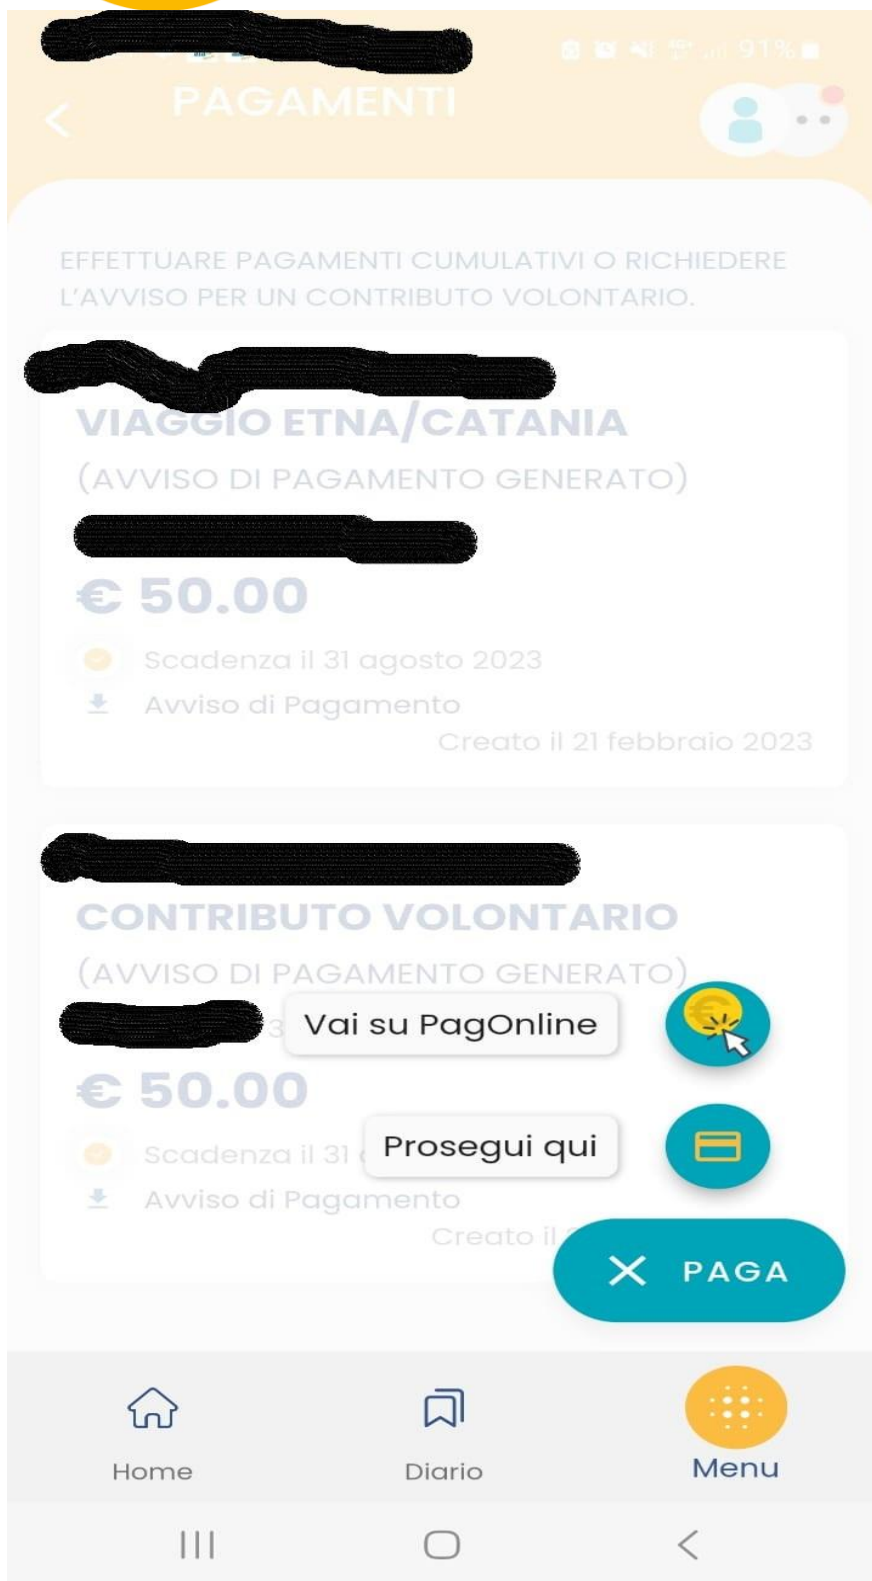 91%
PAGAMENTI
EFFETTUARE PAGAMENTI CUMULATIVI O RICHIEDERE
L'AVVISO PER UN CONTRIBUTO VOLONTARIO.
VIAGGIO ETNA/CATANIA
(AVVISO DI PAGAMENTO GENERATO)
€ 50.00
Scadenza il 31 agosto 2023
Avviso di Pagamento
Creato il 21 febbraio 2023
CONTRIBUTO VOLONTARIO
(AVVISO DI PAGAMENTO GENERATO)
Vai su PagOnline
€ 50.00
Scadenza il 31
Prosegui qui
Avviso di Pagamento
Creato il
PAGA
Home
Diario
Menu